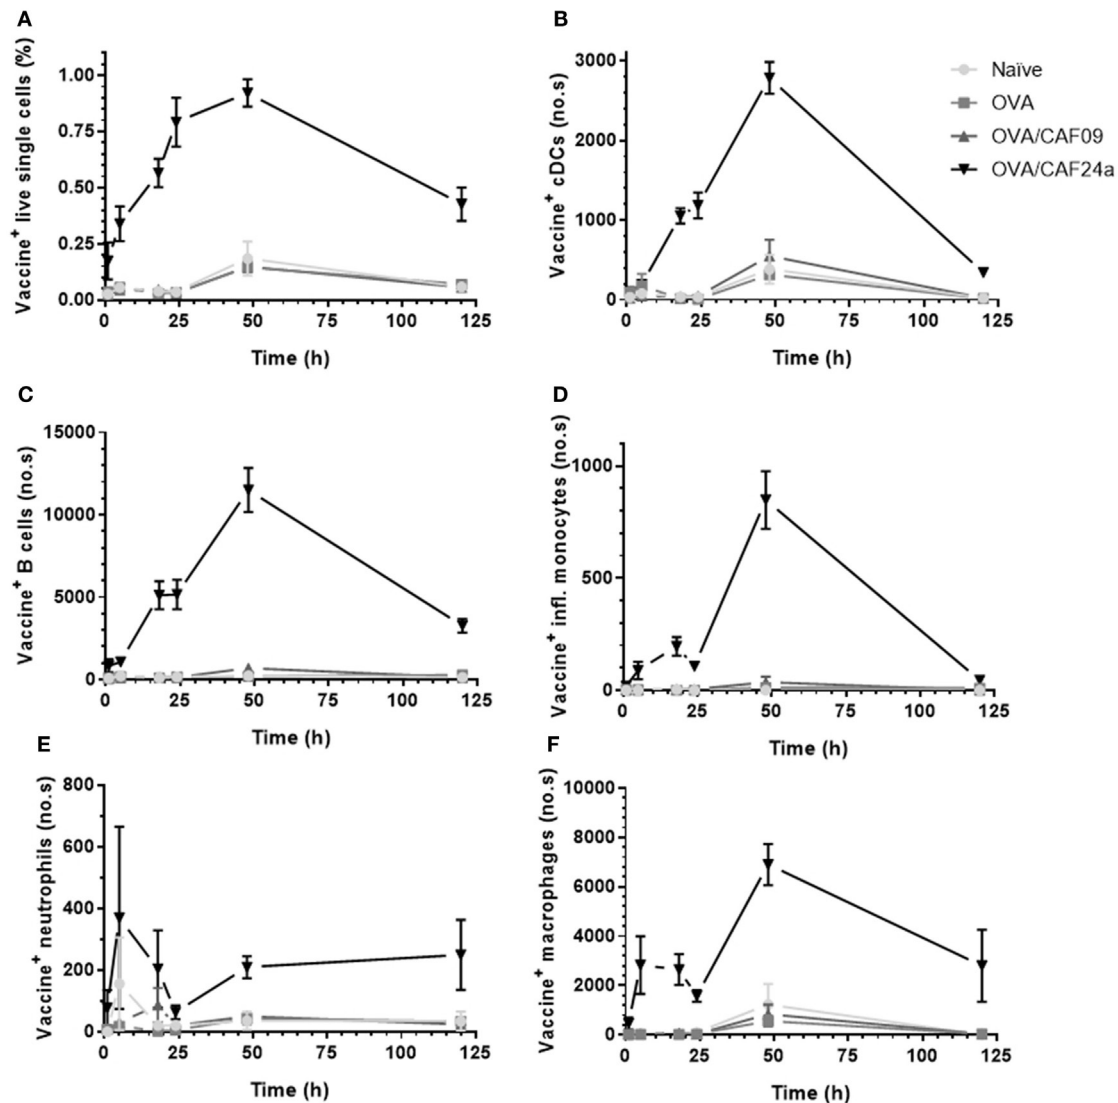 A
Vaccine+ live single cells (%)
1.00
0.75
0.50
0.25
0.00
0 25 50 75 100 125
Time (h)
B
Vaccine+ cDCs (no.s)
3000
2000
1000
0
0 25 50 75 100 125
Time (h)
Naïve
OVA
OVA/CAF09
OVA/CAF24a
C
Vaccine+ B cells (no.s)
15000
10000
5000
0
0 25 50 75 100 125
Time (h)
D
Vaccine+ infl. monocytes (no.s)
1000
500
0
0 25 50 75 100 125
Time (h)
E
Vaccine+ neutrophils (no.s)
800
600
400
200
0
0 25 50 75 100 125
Time (h)
F
Vaccine+ macrophages (no.s)
10000
8000
6000
4000
2000
0
0 25 50 75 100 125
Time (h)